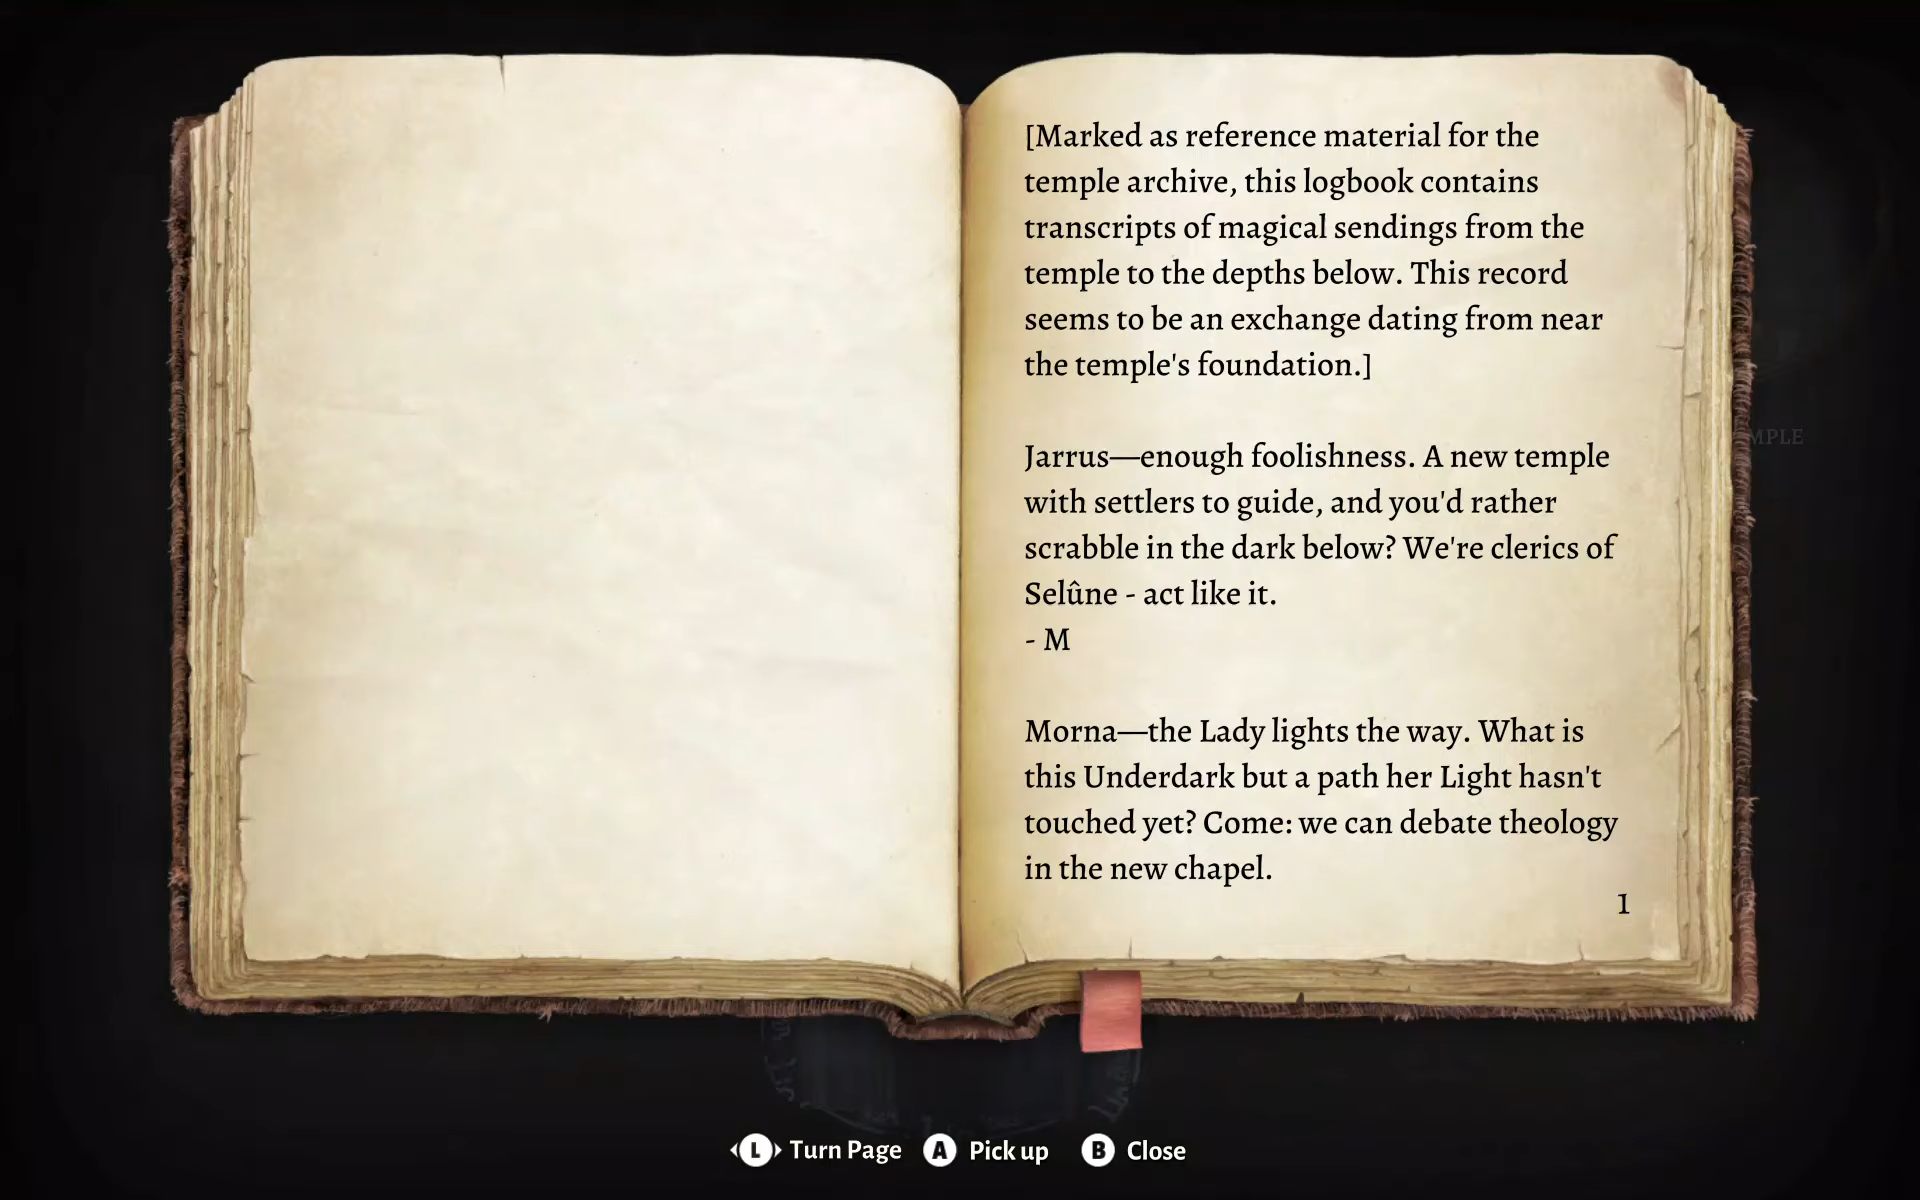 [Marked as reference material for the
temple archive, this logbook contains
transcripts of magical sendings from the
temple to the depths below. This record
seems to be an exchange dating from near
the temple's foundation.]
Jarrus—enough foolishness. A new temple
with settlers to guide, and you'd rather
scrabble in the dark below? We're clerics of
Selûne - act like it.
- M
Morna—the Lady lights the way. What is
this Underdark but a path her Light hasn't
touched yet? Come: we can debate theology
in the new chapel.
1
MPLE
L Turn Page A Pick up B Close